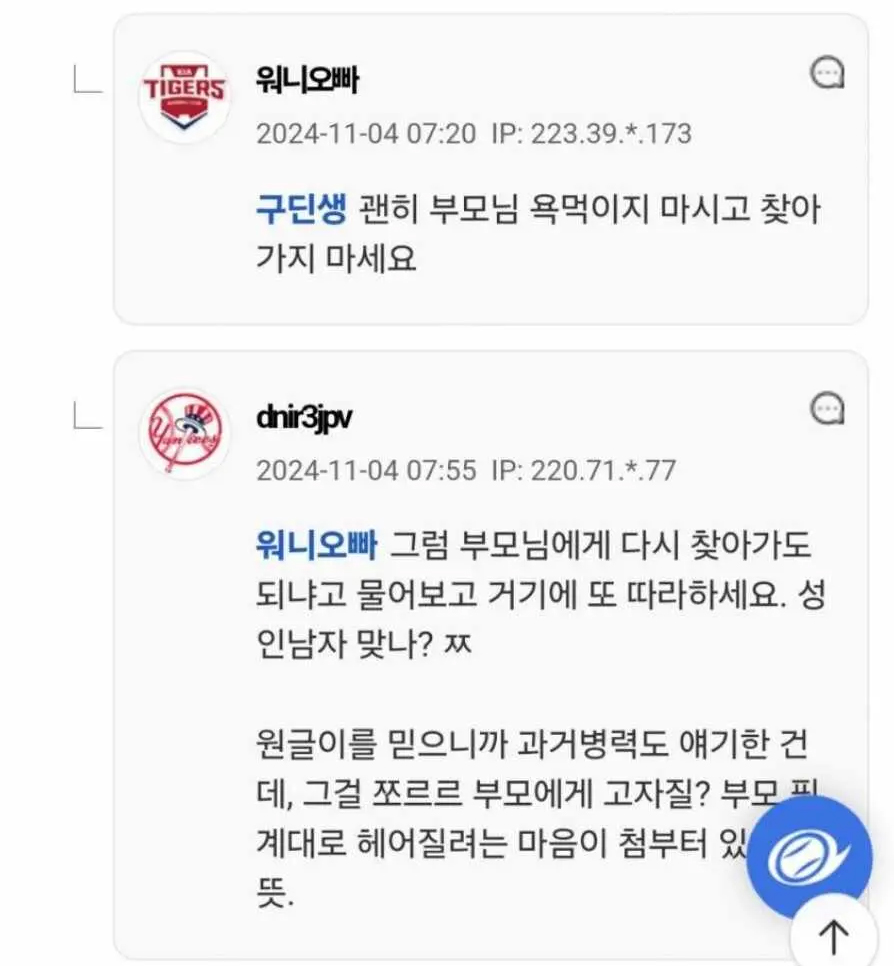 KIA
TIGERS
워니오빠
2024-11-04 07:20 IP: 223.39.*.173
구딘생 괜히 부모님 욕먹이지 마시고 찾아
가지 마세요
Yankees
dnir3jpv
2024-11-04 07:55 IP: 220.71.*.77
워니오빠 그럼 부모님에게 다시 찾아가도
되냐고 물어보고 거기에 또 따라하세요. 성
인남자 맞나? ㅉ
원글이를 믿으니까 과거병력도 얘기한 건
데, 그걸 쪼르르 부모에게 고자질? 부모 핑
계대로 헤어질려는 마음이 첨부터 있
뜻.